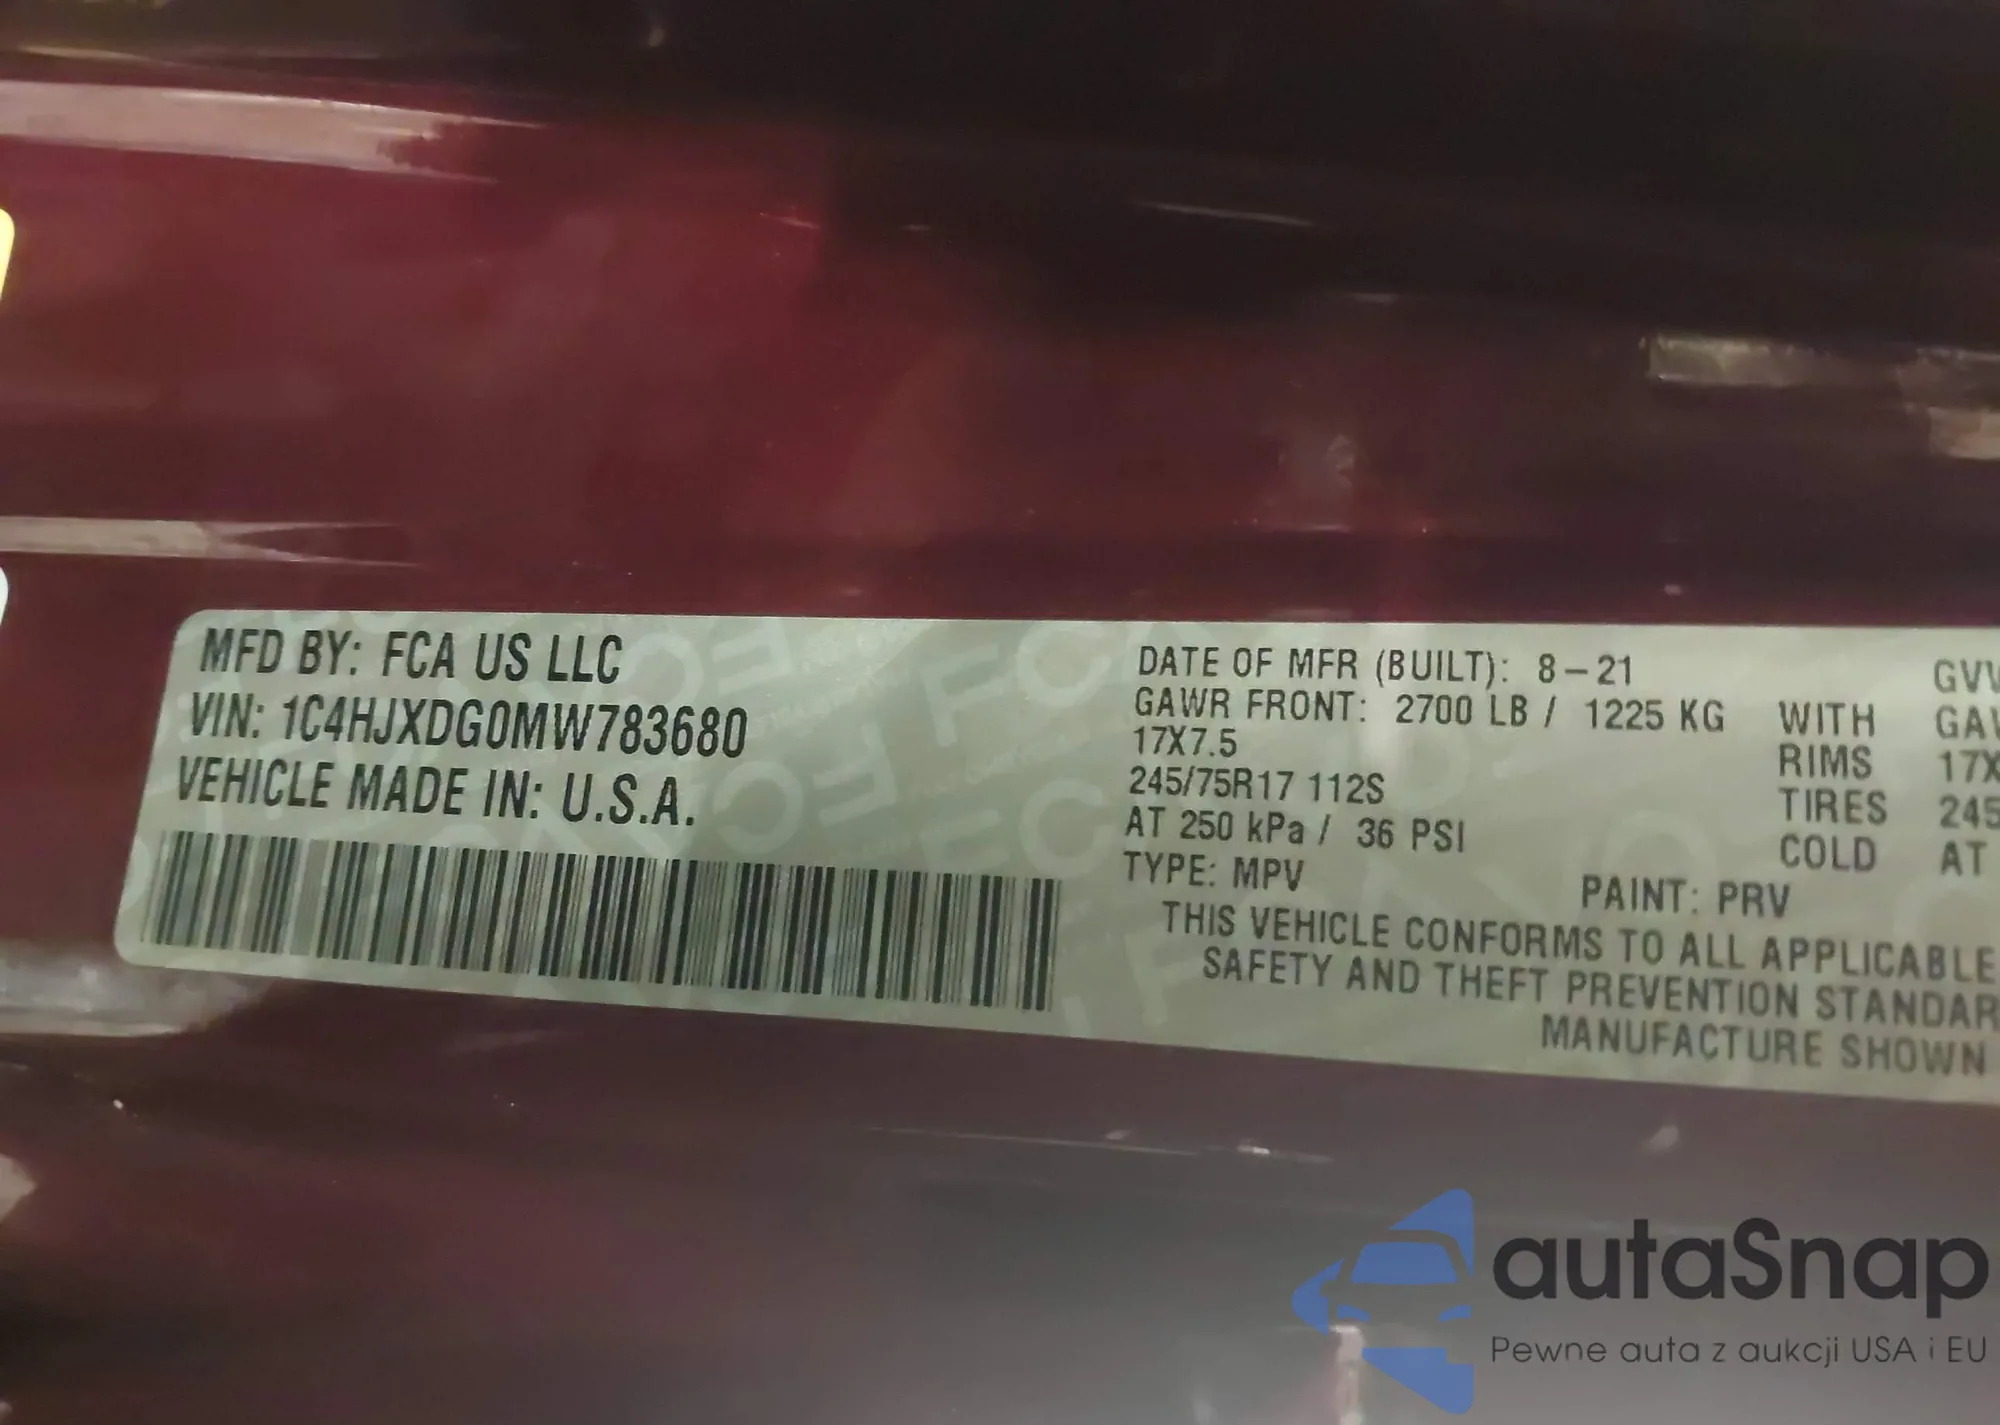 MFD BY: FCA US LLC
VIN: 1C4HJXDG0MW783680
VEHICLE MADE IN: U.S.A.
DATE OF MFR (BUILT): 8-21
GAWR FRONT: 2700 LB / 1225 KG WITH
17X7.5 RIMS 17X
245/75R17 112S TIRES 245
AT 250 kPa / 36 PSI COLD AT
TYPE: MPV PAINT: PRV
THIS VEHICLE CONFORMS TO ALL APPLICABLE
SAFETY AND THEFT PREVENTION STANDAR
MANUFACTURE SHOWN
autaSnap
Pewne auta z aukcji USA i EU